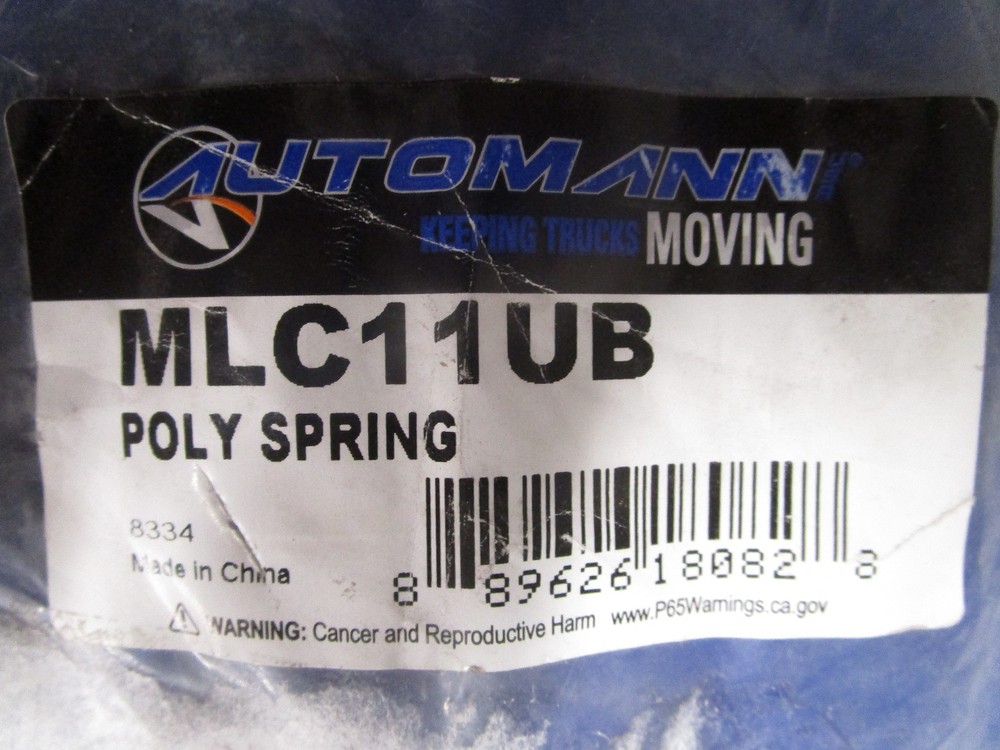 AUTOMANN INC.
KEEPING TRUCKS MOVING
MLC11UB
POLY SPRING
8334
Made in China
8 89626 18082 8
WARNING: Cancer and Reproductive Harm www.P65Warnings.ca.gov